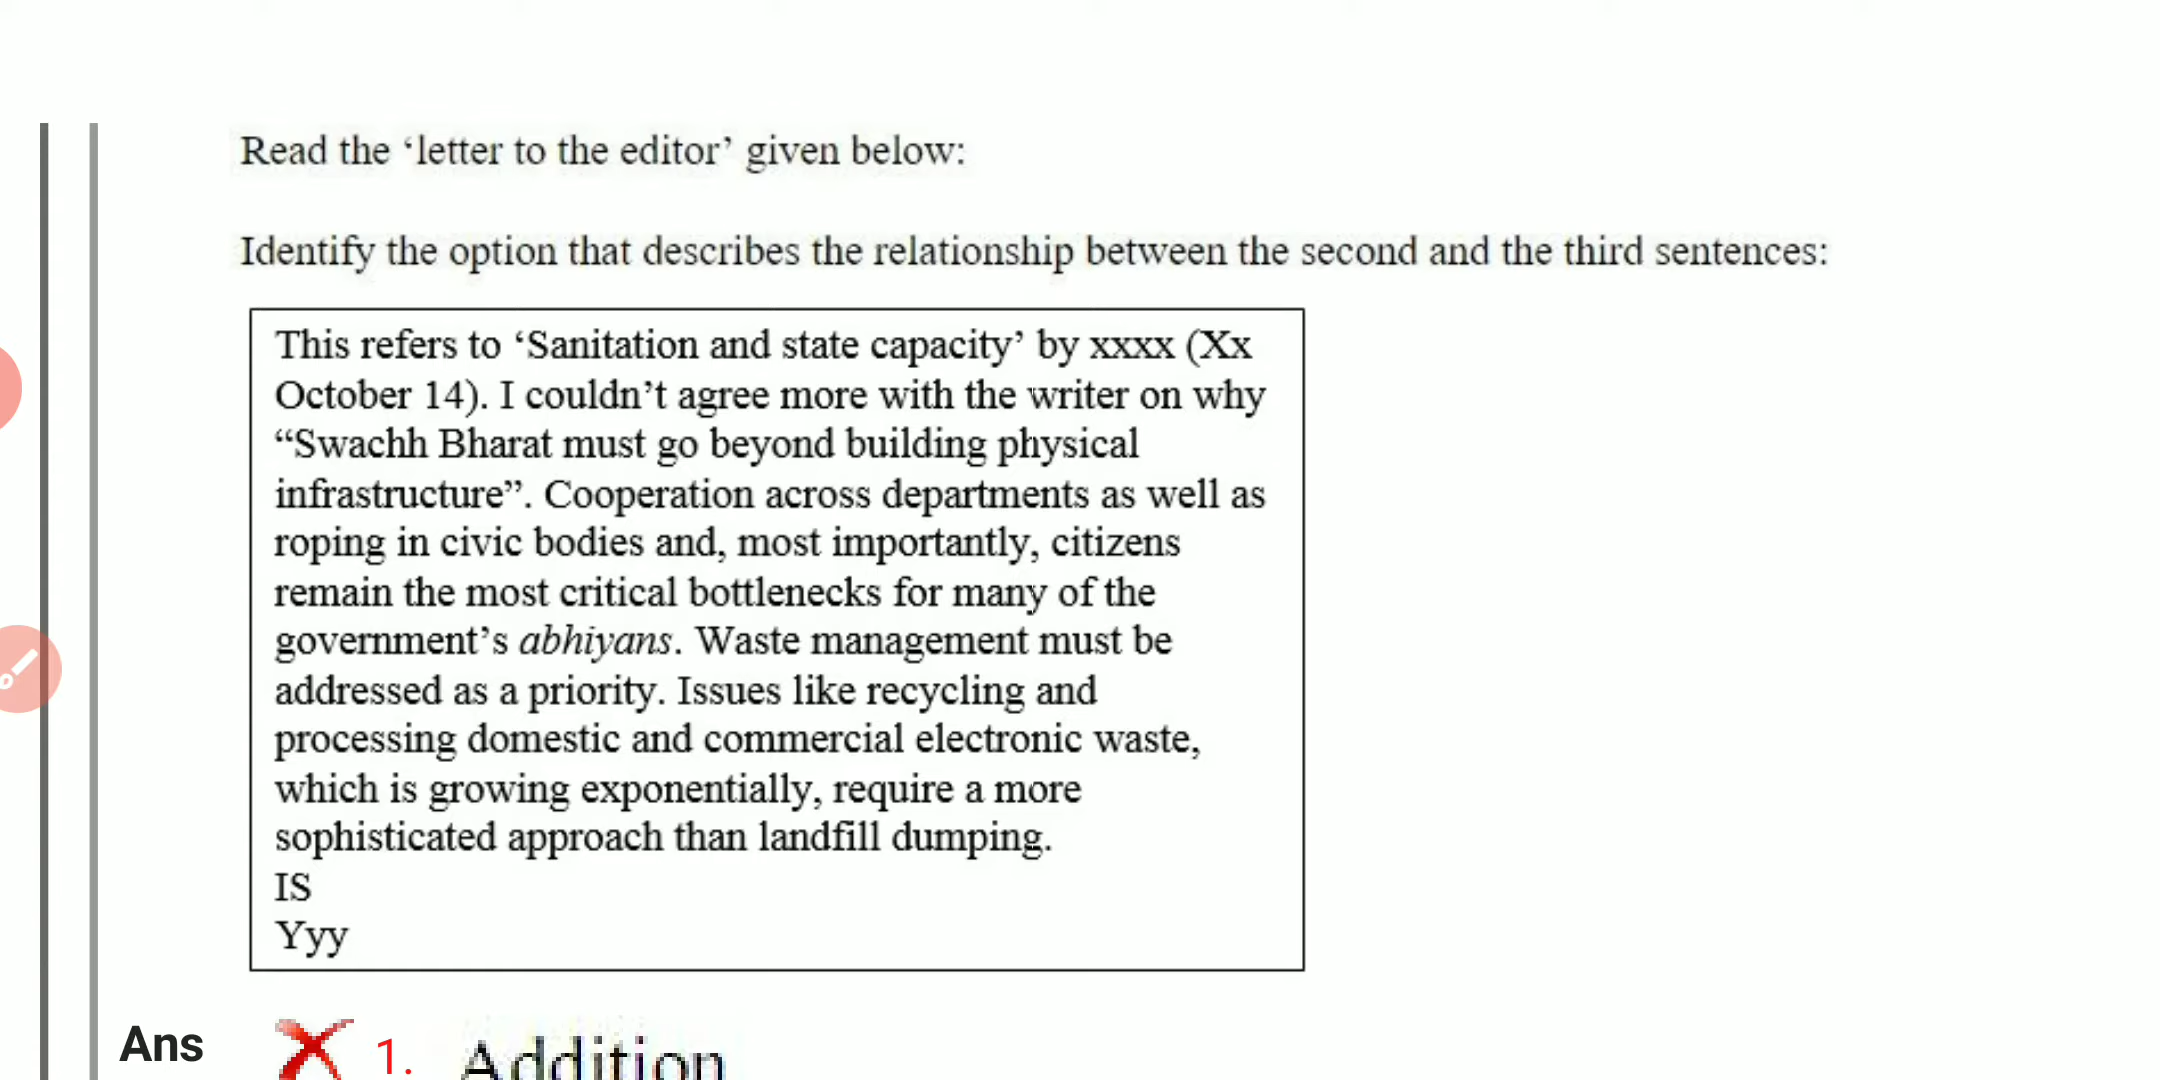 Read the ‘letter to the editor’ given below:
Identify the option that describes the relationship between the second and the third sentences:
This refers to ‘Sanitation and state capacity’ by xxxx (Xx
October 14). I couldn’t agree more with the writer on why
“Swachh Bharat must go beyond building physical
infrastructure”. Cooperation across departments as well as
roping in civic bodies and, most importantly, citizens
remain the most critical bottlenecks for many of the
government’s abhiyans. Waste management must be
addressed as a priority. Issues like recycling and
processing domestic and commercial electronic waste,
which is growing exponentially, require a more
sophisticated approach than landfill dumping.
IS
Yyy
Ans 1. Addition